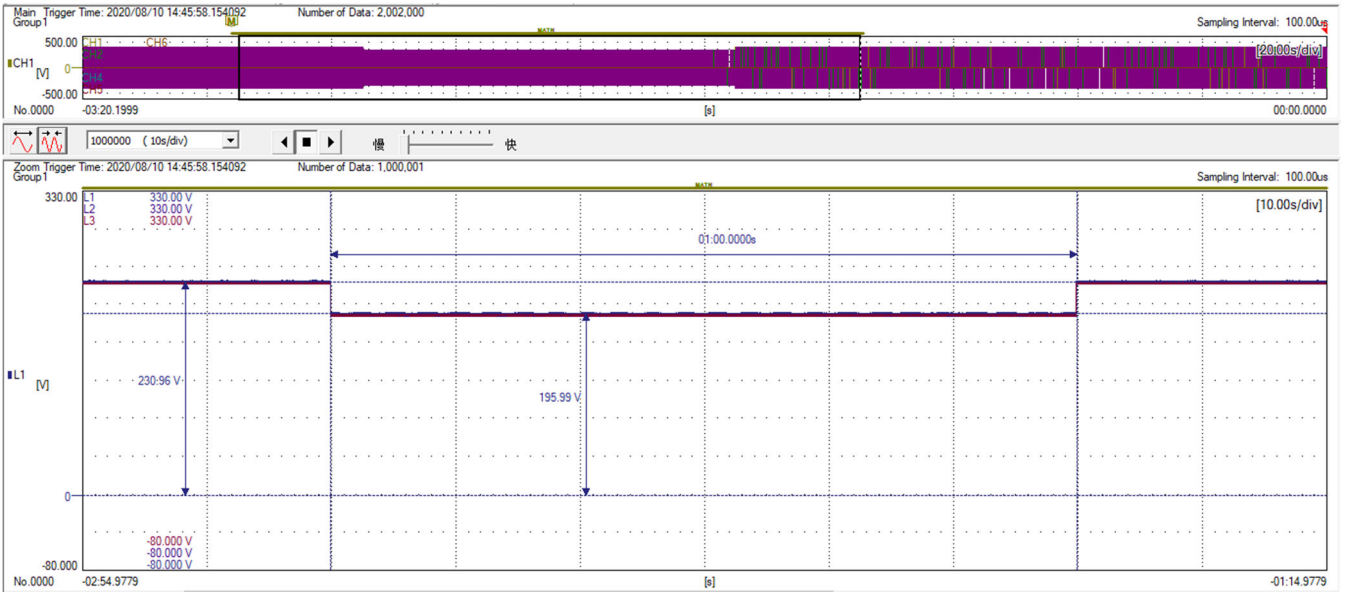 Main Trigger Time: 2020/08/10 14:45:58.154092 Number of Data: 2,002,000
Group1 M Sampling Interval: 100.00us
MATH
500.00 CH1 CH6
CH2 [20.00s/div]
CH1 [V] 0
CH4
-500.00 CH5
No.0000 -03:20.1999 [s] 00:00.0000
1000000 ( 10s/div) 慢 快
Zoom Trigger Time: 2020/08/10 14:45:58.154092 Number of Data: 1,000,001
Group1 Sampling Interval: 100.00us
MATH
330.00 L1 330.00 V [10.00s/div]
L2 330.00 V
L3 330.00 V
01:00.0000s
L1 [V] 230.96 V
195.99 V
0
-80.000 V
-80.000 V
-80.000 -80.000 V
No.0000 -02:54.9779 [s] -01:14.9779